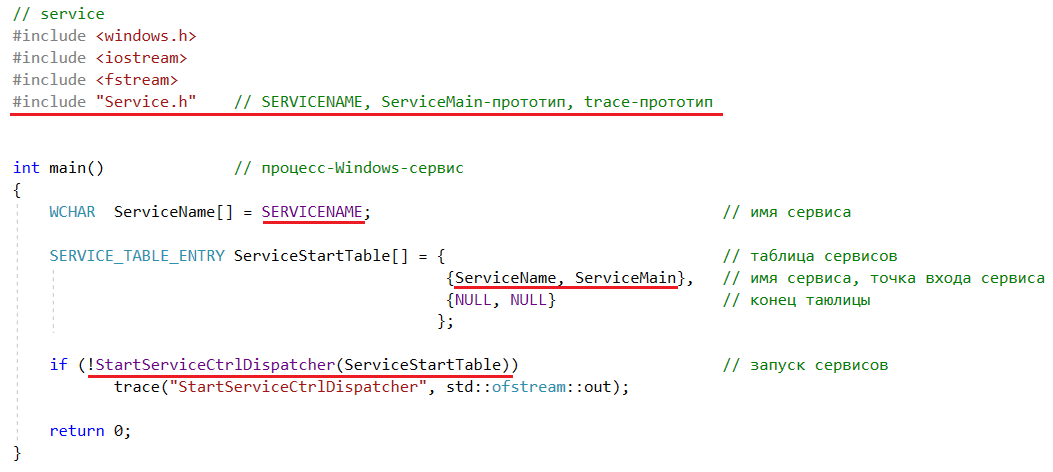 // service
#include <windows.h>
#include <iostream>
#include <fstream>
#include "Service.h"    // SERVICENAME, ServiceMain-прототип, trace-прототип
int main()              // процесс-Windows-сервис
{
    WCHAR  ServiceName[] = SERVICENAME;                                      // имя сервиса
    SERVICE_TABLE_ENTRY ServiceStartTable[] = {                              // таблица сервисов
                                               {ServiceName, ServiceMain},   // имя сервиса, точка входа сервиса
                                               {NULL, NULL}                  // конец таюлицы
                                              };
    if (!StartServiceCtrlDispatcher(ServiceStartTable))                      // запуск сервисов
           trace("StartServiceCtrlDispatcher", std::ofstream::out);
    return 0;
}